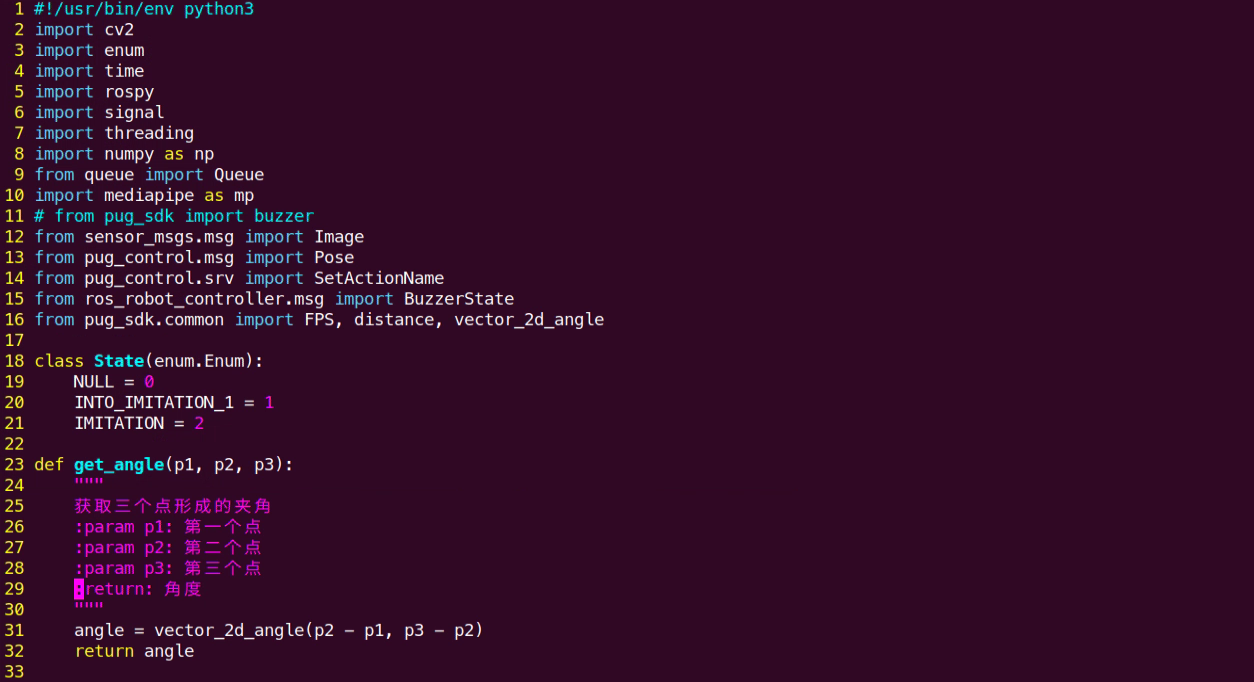 1 #!/usr/bin/env python3
2 import cv2
3 import enum
4 import time
5 import rospy
6 import signal
7 import threading
8 import numpy as np
9 from queue import Queue
10 import mediapipe as mp
11 # from pug_sdk import buzzer
12 from sensor_msgs.msg import Image
13 from pug_control.msg import Pose
14 from pug_control.srv import SetActionName
15 from ros_robot_controller.msg import BuzzerState
16 from pug_sdk.common import FPS, distance, vector_2d_angle
17
18 class State(enum.Enum):
19     NULL = 0
20     INTO_IMITATION_1 = 1
21     IMITATION = 2
22
23 def get_angle(p1, p2, p3):
24     """
25     获取三个点形成的夹角
26     :param p1: 第一个点
27     :param p2: 第二个点
28     :param p3: 第三个点
29     :return: 角度
30     """
31     angle = vector_2d_angle(p2 - p1, p3 - p2)
32     return angle
33